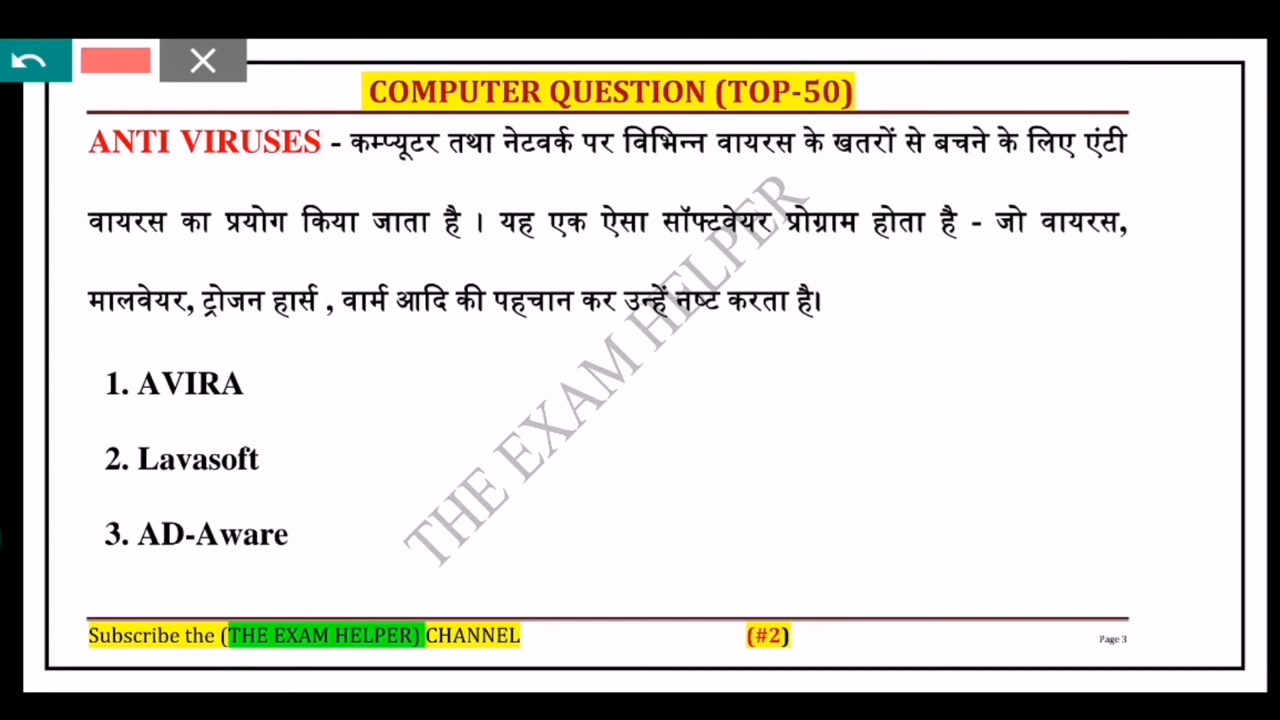 COMPUTER QUESTION (TOP-50)
ANTI VIRUSES - कम्प्यूटर तथा नेटवर्क पर विभिन्न वायरस के खतरों से बचने के लिए एंटी
वायरस का प्रयोग किया जाता है । यह एक ऐसा सॉफ्टवेयर प्रोग्राम होता है - जो वायरस,
मालवेयर, ट्रोजन हार्स , वार्म आदि की पहचान कर उन्हें नष्ट करता है।
1. AVIRA
2. Lavasoft
3. AD-Aware
THE EXAM HELPER
Subscribe the (THE EXAM HELPER) CHANNEL (#2) Page 3